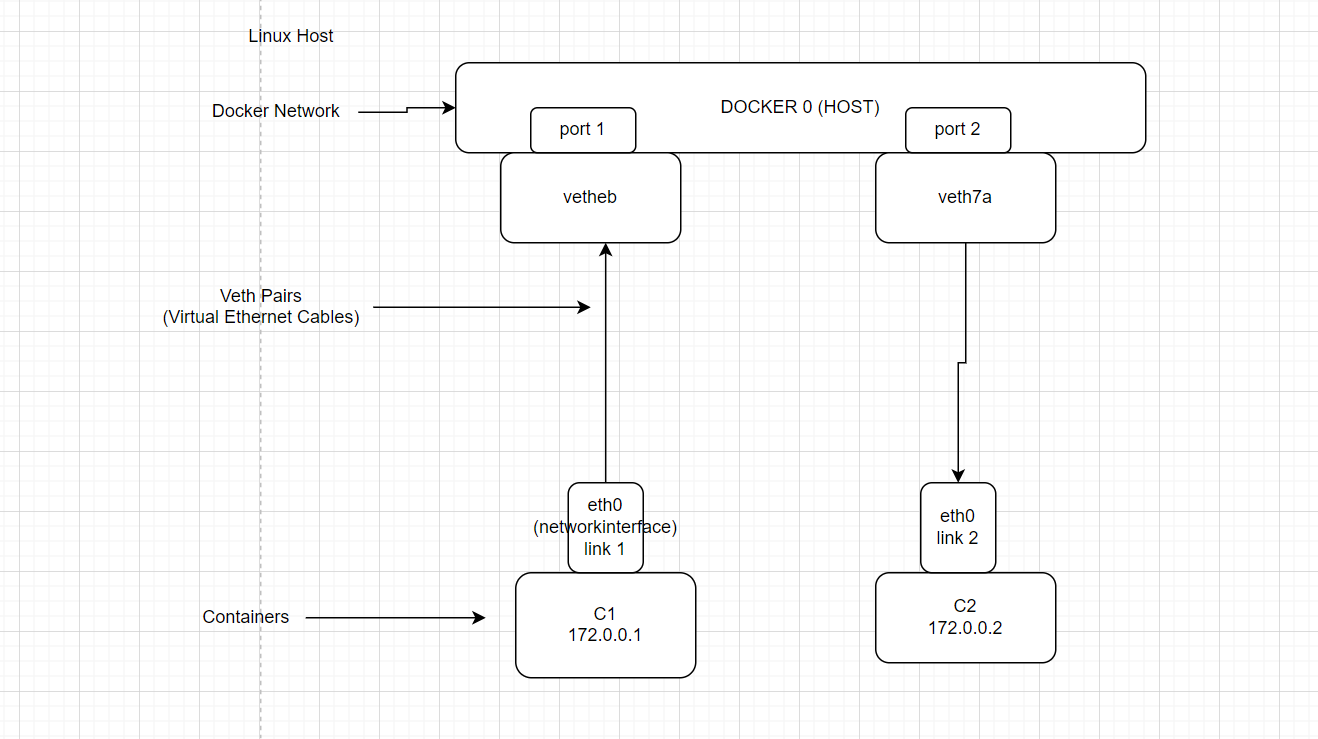 Linux Host
Docker Network
DOCKER 0 (HOST)
port 1
port 2
vetheb
veth7a
Veth Pairs
(Virtual Ethernet Cables)
eth0
(networkinterface)
link 1
eth0
link 2
Containers
C1
172.0.0.1
C2
172.0.0.2